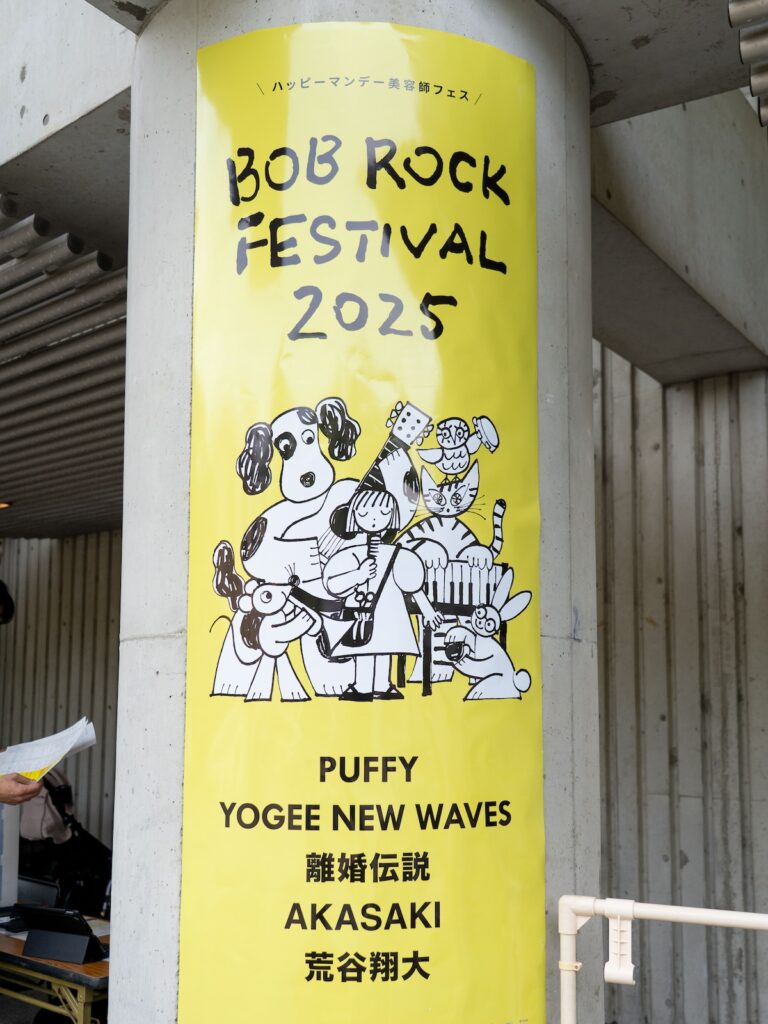 \ ハッピーマンデー美容師フェス /
BOB ROCK
FESTIVAL
2025
PUFFY
YOGEE NEW WAVES
離婚伝説
AKASAKI
荒谷翔大